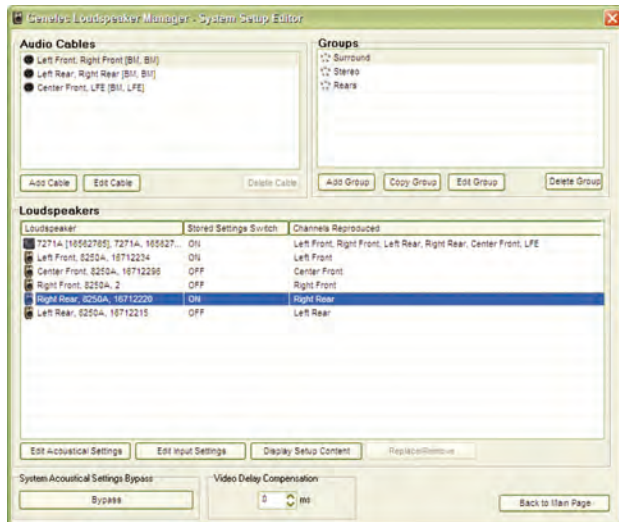 Genelec Loudspeaker Manager - System Setup Editor
Audio Cables
Left Front, Right Front [BM, BM]
Left Rear, Right Rear [BM, BM]
Center Front, LFE [BM, LFE]
Add Cable Edit Cable Delete Cable
Groups
Surround
Stereo
Rears
Add Group Copy Group Edit Group Delete Group
Loudspeakers
Loudspeaker Stored Settings Switch Channels Reproduced
7271A [16562765], 7271A, 165627... ON Left Front, Right Front, Left Rear, Right Rear, Center Front, LFE
Left Front, 8250A, 16712234 ON Left Front
Center Front, 8250A, 16712296 OFF Center Front
Right Front, 8250A, 2 OFF Right Front
Right Rear, 8250A, 16712220 ON Right Rear
Left Rear, 8250A, 16712215 OFF Left Rear
Edit Acoustical Settings Edit Input Settings Display Setup Content Replace/Remove
System Acoustical Settings Bypass
Bypass
Video Delay Compensation
0 ms
Back to Main Page